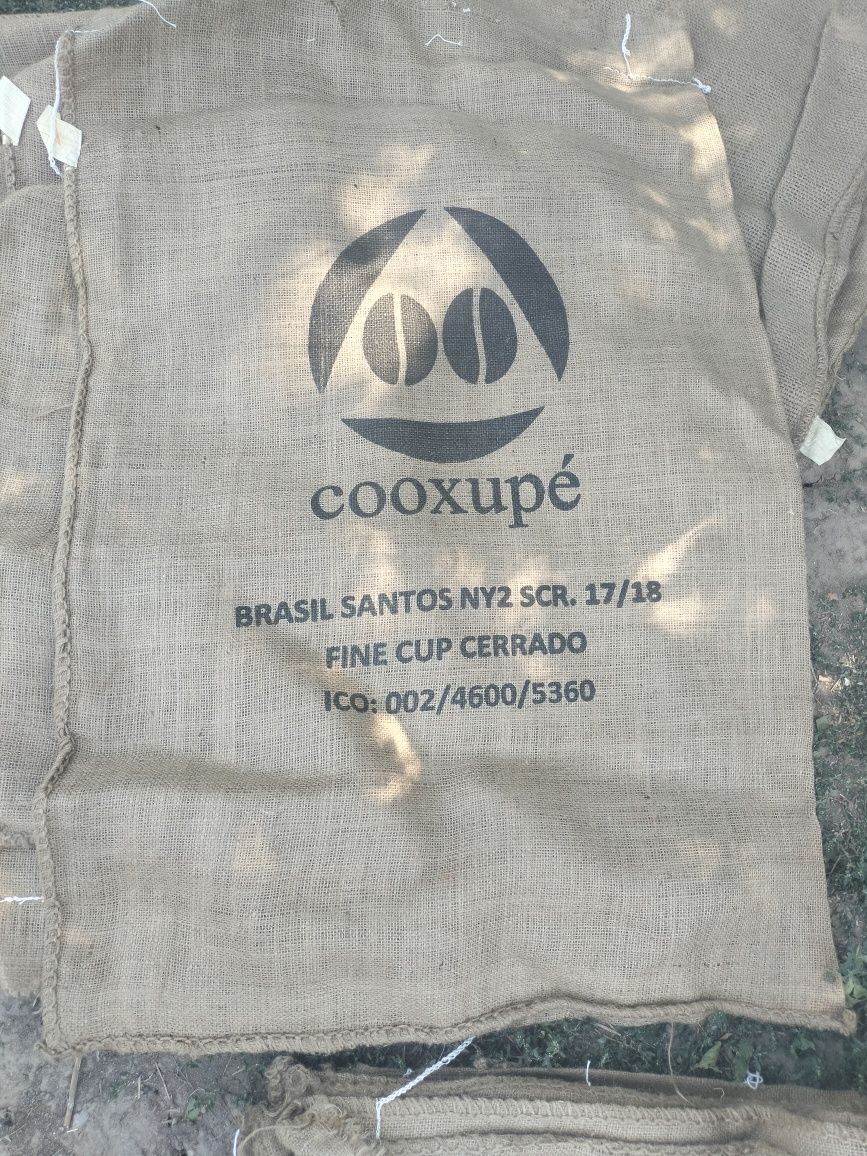 cooxupé
BRASIL SANTOS NY2 SCR. 17/18
FINE CUP CERRADO
ICO: 002/4600/5360